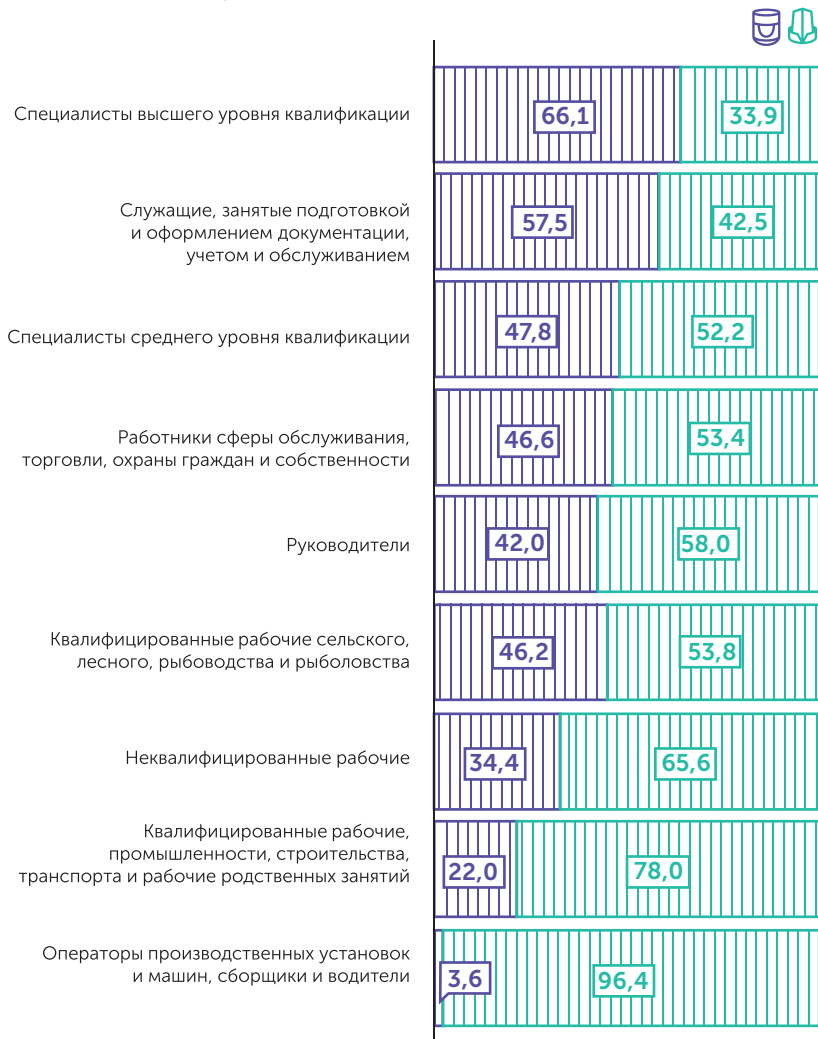 Специалисты высшего уровня квалификации
66,1
33,9
Служащие, занятые подготовкой
и оформлением документации,
учетом и обслуживанием
57,5
42,5
Специалисты среднего уровня квалификации
47,8
52,2
Работники сферы обслуживания,
торговли, охраны граждан и собственности
46,6
53,4
Руководители
42,0
58,0
Квалифицированные рабочие сельского,
лесного, рыбоводства и рыболовства
46,2
53,8
Неквалифицированные рабочие
34,4
65,6
Квалифицированные рабочие,
промышленности, строительства,
транспорта и рабочие родственных занятий
22,0
78,0
Операторы производственных установок
и машин, сборщики и водители
3,6
96,4